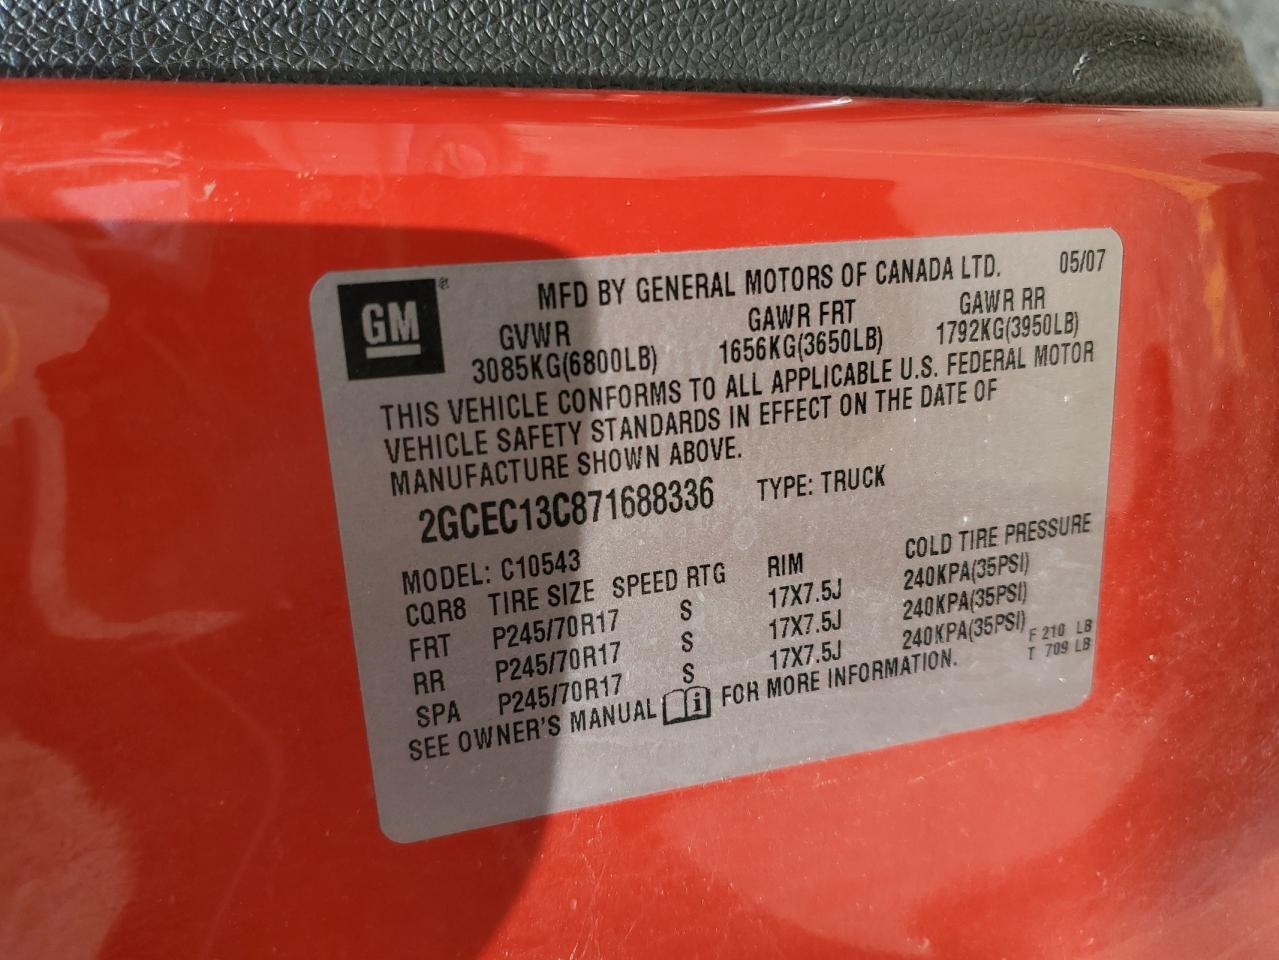 GM
MFD BY GENERAL MOTORS OF CANADA LTD. 05/07
GVWR GAWR FRT GAWR RR
3085KG(6800LB) 1656KG(3650LB) 1792KG(3950LB)
THIS VEHICLE CONFORMS TO ALL APPLICABLE U.S. FEDERAL MOTOR
VEHICLE SAFETY STANDARDS IN EFFECT ON THE DATE OF
MANUFACTURE SHOWN ABOVE.
2GCEC13C871688336 TYPE: TRUCK
MODEL: C10543
CQR8 TIRE SIZE SPEED RTG RIM COLD TIRE PRESSURE
FRT P245/70R17 S 17X7.5J 240KPA(35PSI)
RR P245/70R17 S 17X7.5J 240KPA(35PSI)
SPA P245/70R17 S 17X7.5J 240KPA(35PSI)
F 210 LB
T 709 LB
SEE OWNER'S MANUAL i FOR MORE INFORMATION.